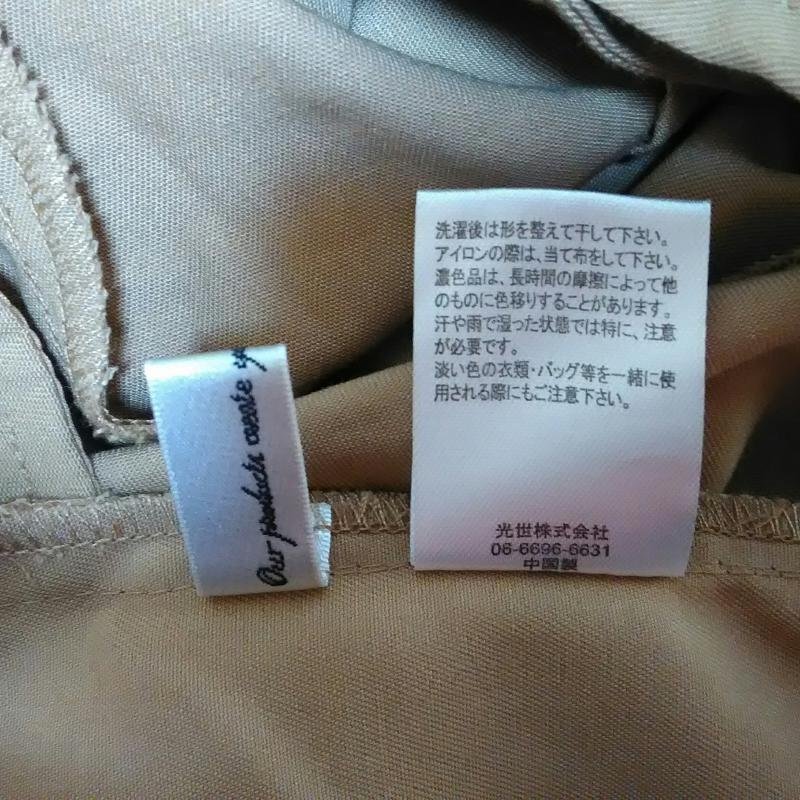 洗濯後は形を整えて干して下さい。
アイロンの際は、当て布をして下さい。
濃色品は、長時間の摩擦によって他
のものに色移りすることがあります。
汗や雨で湿った状態では特に、注意
が必要です。
淡い色の衣類・バッグ等を一緒に使
用される際にもご注意下さい。
光世株式会社
06-6696-6631
中国製
Our products create